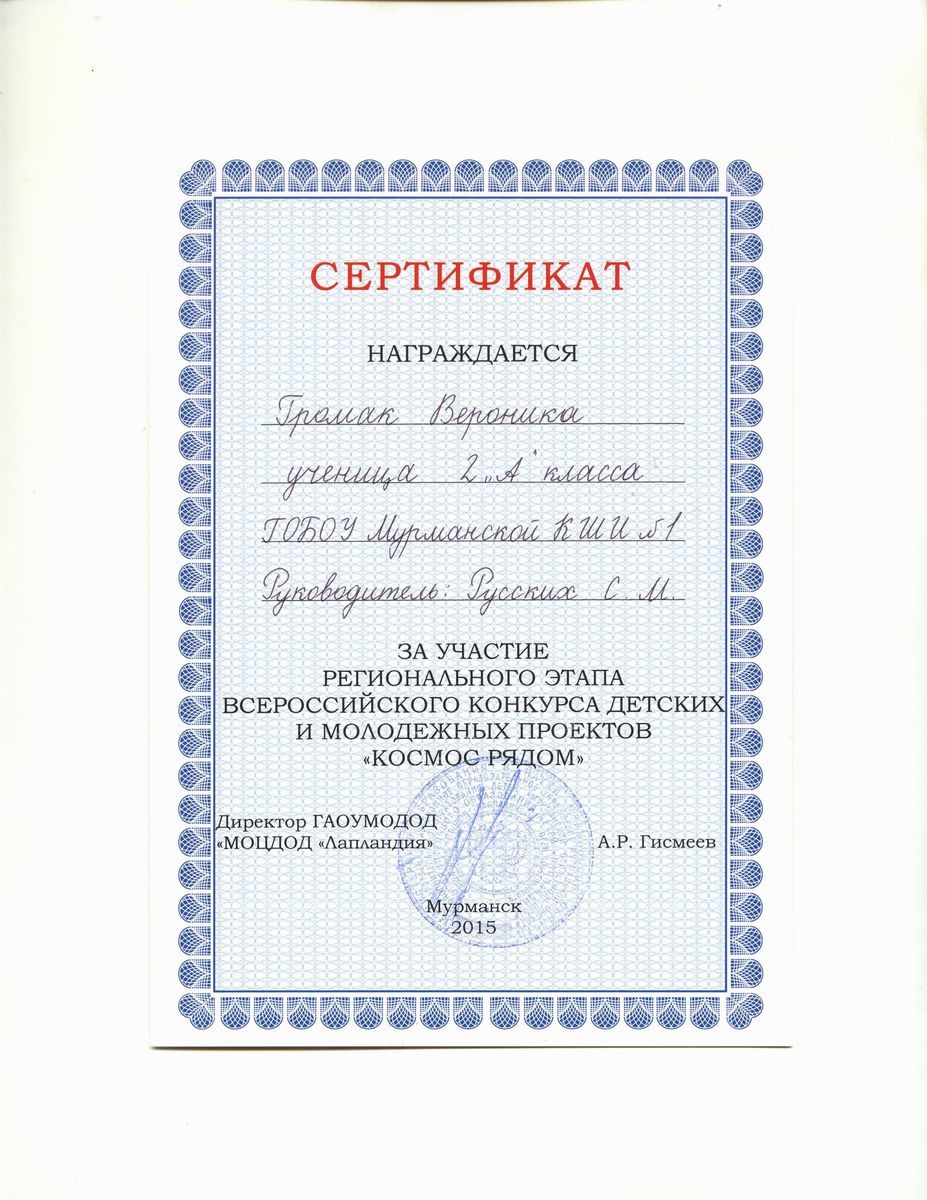 СЕРТИФИКАТ
НАГРАЖДАЕТСЯ
Громак Вероника
ученица 2 „А" класса
ГОБОУ Мурманской КШИ №1
Руководитель: Русских С. М.
ЗА УЧАСТИЕ
РЕГИОНАЛЬНОГО ЭТАПА
ВСЕРОССИЙСКОГО КОНКУРСА ДЕТСКИХ
И МОЛОДЕЖНЫХ ПРОЕКТОВ
«КОСМОС РЯДОМ»
Директор ГАОУМОДОД
«МОЦДОД «Лапландия» А.Р. Гисмеев
Мурманск
2015